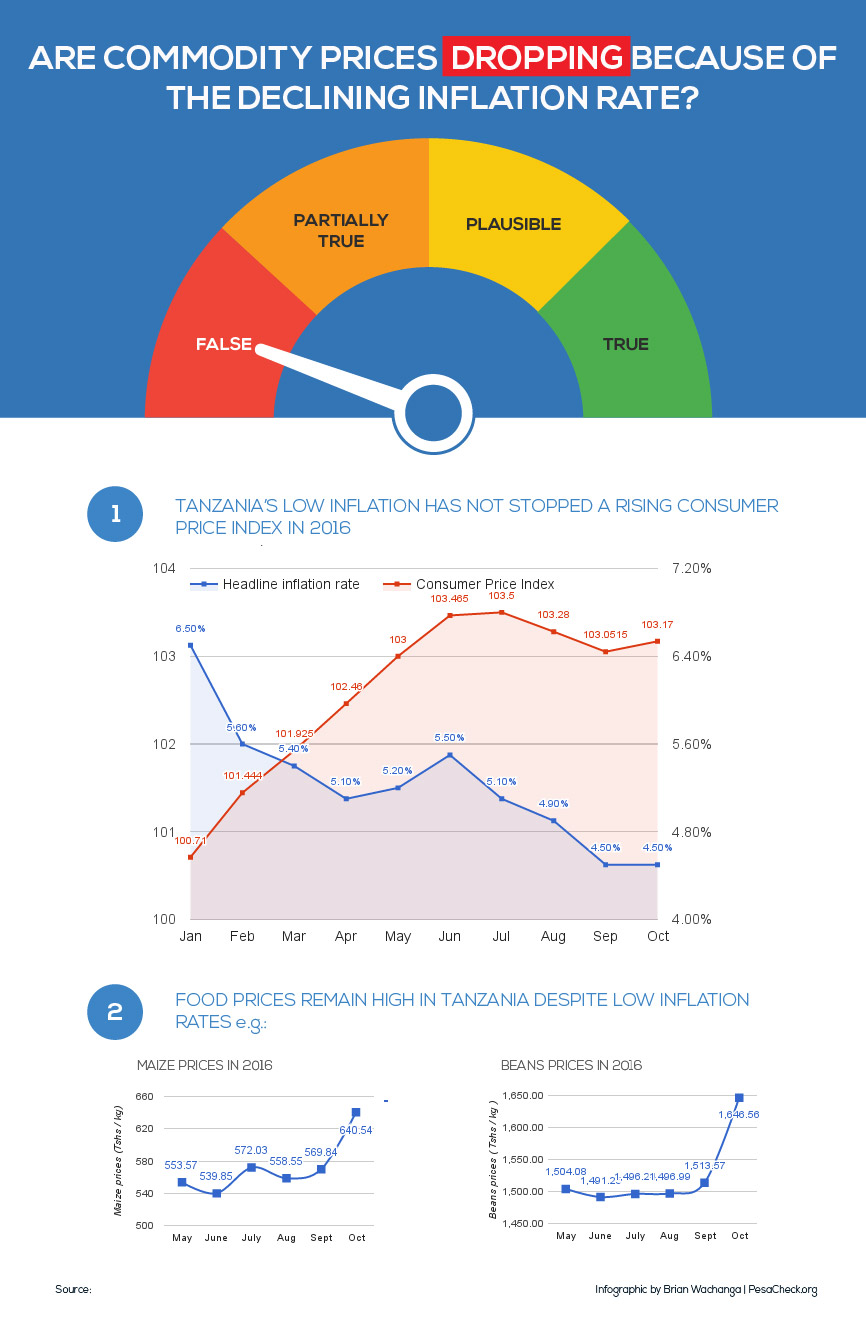 ARE COMMODITY PRICES DROPPING BECAUSE OF
THE DECLINING INFLATION RATE?
PARTIALLY
TRUE
PLAUSIBLE
FALSE
TRUE
1
TANZANIA'S LOW INFLATION HAS NOT STOPPED A RISING CONSUMER
PRICE INDEX IN 2016
104
7.20%
Headline inflation rate
Consumer Price Index
103.465
103.5
103.28
103.0515
103.17
6.50%
103
103
6.40%
102.46
101.925
5.60%
5.40%
5.50%
102
5.60%
101.444
5.10%
5.20%
5.10%
4.90%
101
4.80%
100.71
4.50%
4.50%
100
4.00%
Jan Feb Mar Apr May Jun Jul Aug Sep Oct
2
FOOD PRICES REMAIN HIGH IN TANZANIA DESPITE LOW INFLATION
RATES e.g.:
MAIZE PRICES IN 2016
Maize prices (Tshs / kg)
660
620
580
540
500
553.57
539.85
572.03
558.55
569.84
640.54
May June July Aug Sept Oct
BEANS PRICES IN 2016
Beans prices ( Tshs / kg )
1,650.00
1,600.00
1,550.00
1,500.00
1,450.00
1,504.08
1,496.21
1,496.99
1,513.57
1,646.56
May June July Aug Sept Oct
Source:
Infographic by Brian Wachanga | PesaCheck.org